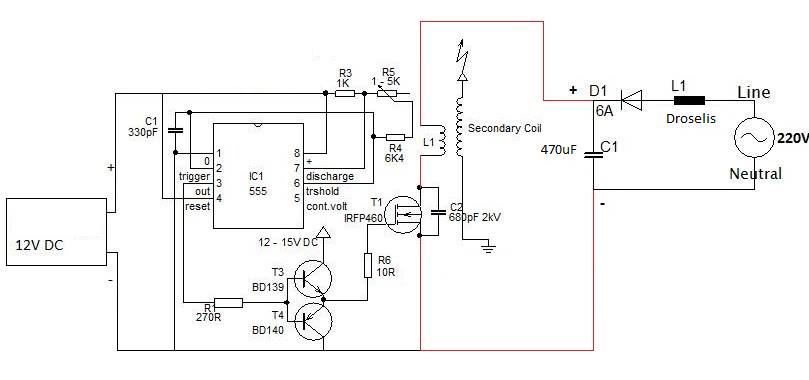 R3
1K
R5
1 - 5K
C1
330pF
R4
6K4
1
0
2
trigger
3
out
4
reset
IC1
555
8
+
7
discharge
6
trshold
5
cont.volt
+
12V DC
-
12 - 15V DC
T3
BD139
T4
BD140
R1
270R
R6
10R
T1
IRFP460
C2
680pF 2kV
L1
Secondary Coil
+
D1
6A
470uF
C1
-
L1
Droselis
Line
220V
Neutral